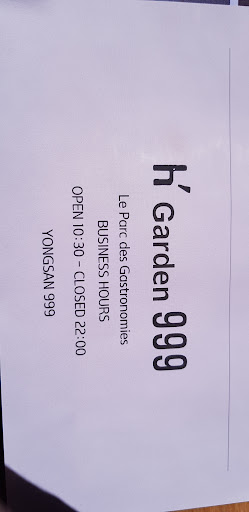 h' Garden 999
Le Parc des Gastronomies
BUSINESS HOURS
OPEN 10:30 - CLOSED 22:00
YONGSAN 999